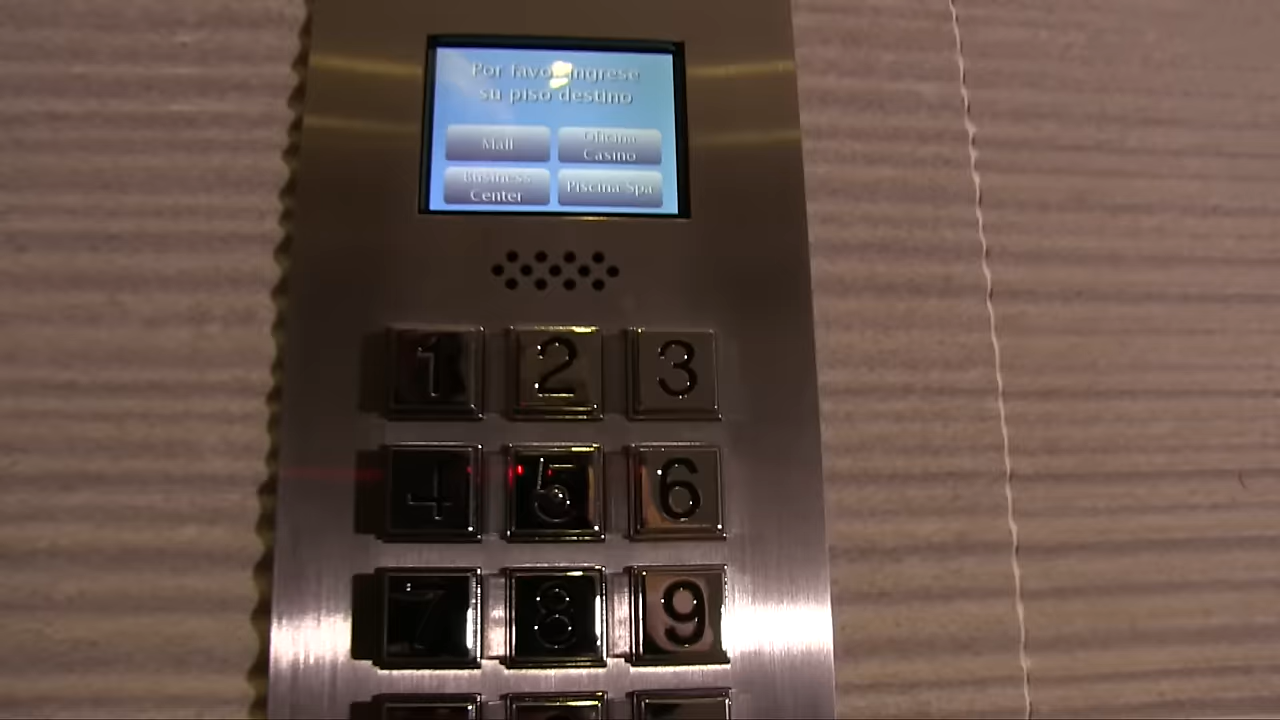 Por favor ingrese
su piso destino
Mall
Oficina
Casino
Business
Center
Piscina Spa
1 2 3
4 5 6
7 8 9